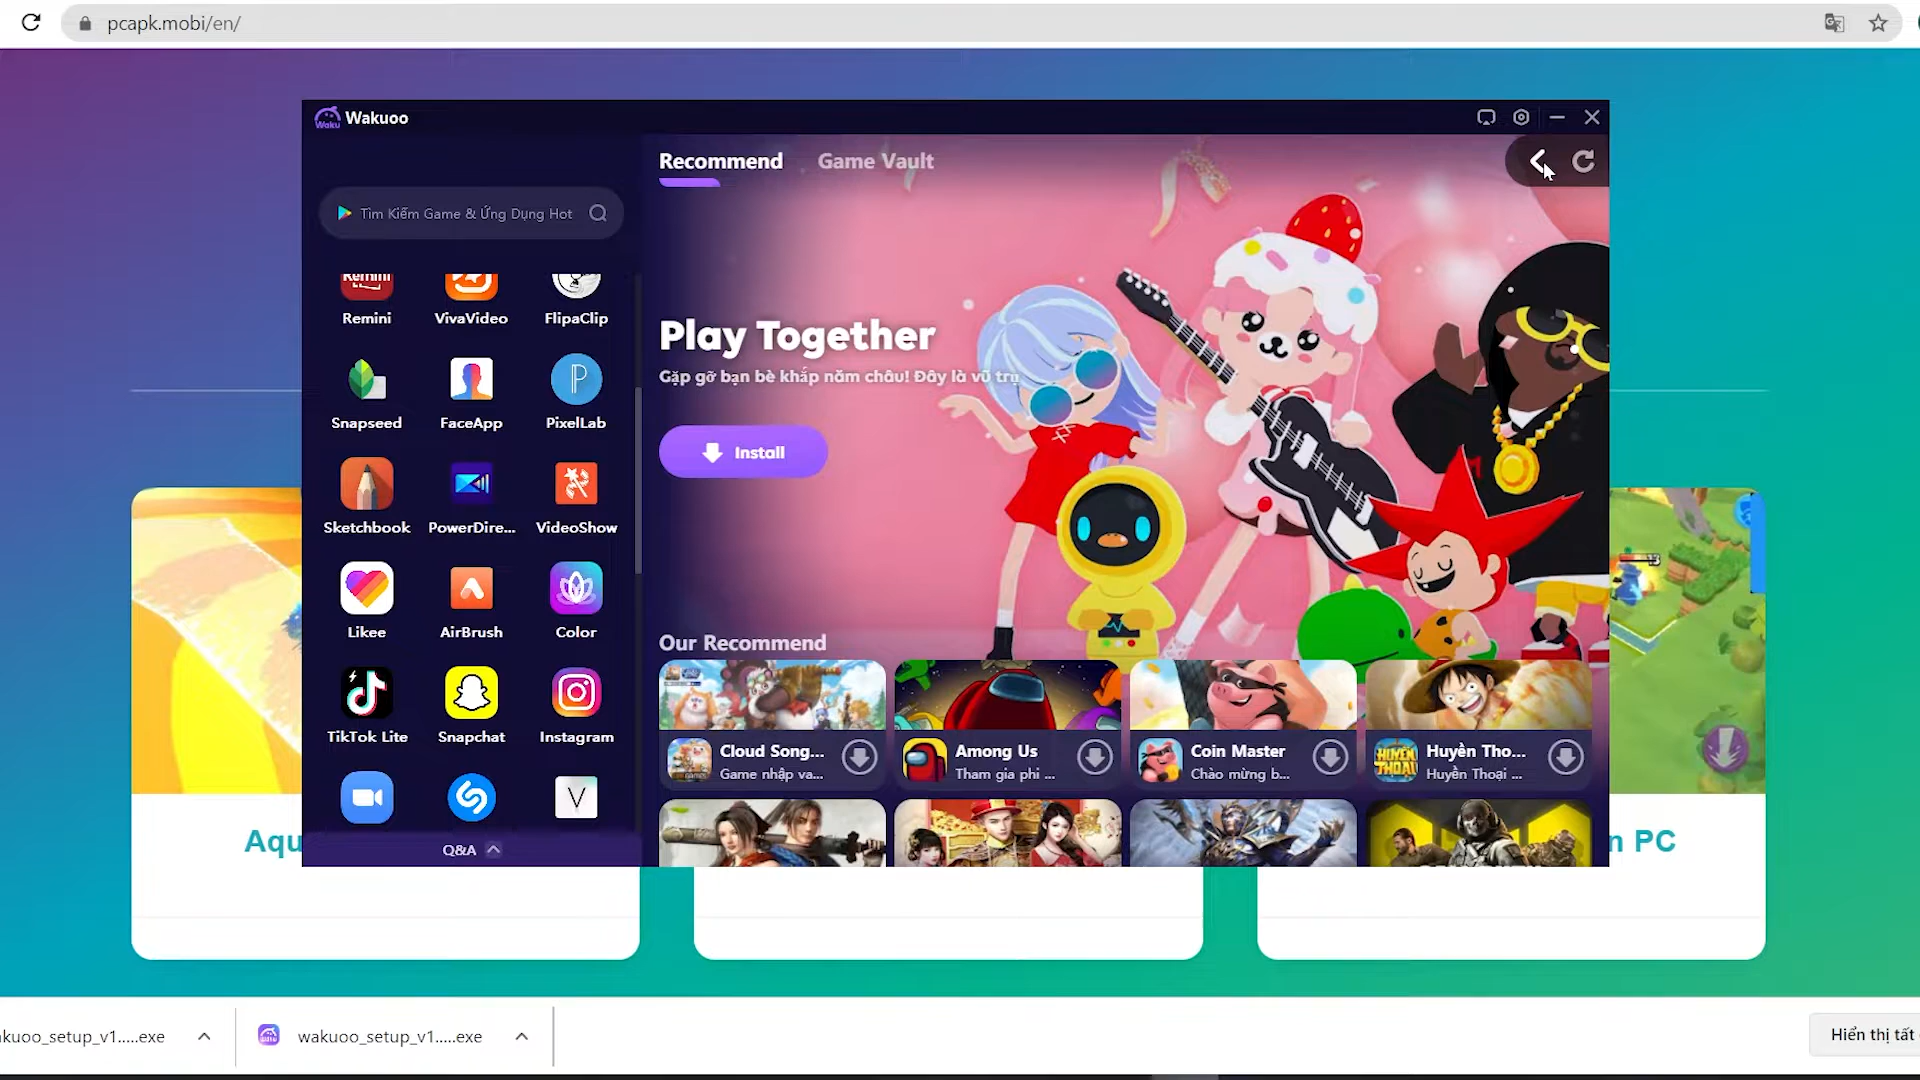 pcapk.mobi/en/
Wakuoo
Recommend
Game Vault
Tìm Kiếm Game & Ứng Dụng Hot
Remini
VivaVideo
FlipaClip
Snapseed
FaceApp
PixelLab
Sketchbook
PowerDire...
VideoShow
Likee
AirBrush
Color
TikTok Lite
Snapchat
Instagram
Q&A
Play Together
Gặp gỡ bạn bè khắp năm châu! Đây là vũ trụ
Install
Our Recommend
Cloud Song...
Game nhập va...
Among Us
Tham gia phi ...
Coin Master
Chào mừng b...
HUYỀN THOẠI
Huyền Tho...
Huyền Thoại ...
Aqu
n PC
13
kuoo_setup_v1.....exe
wakuoo_setup_v1.....exe
Hiển thị tất